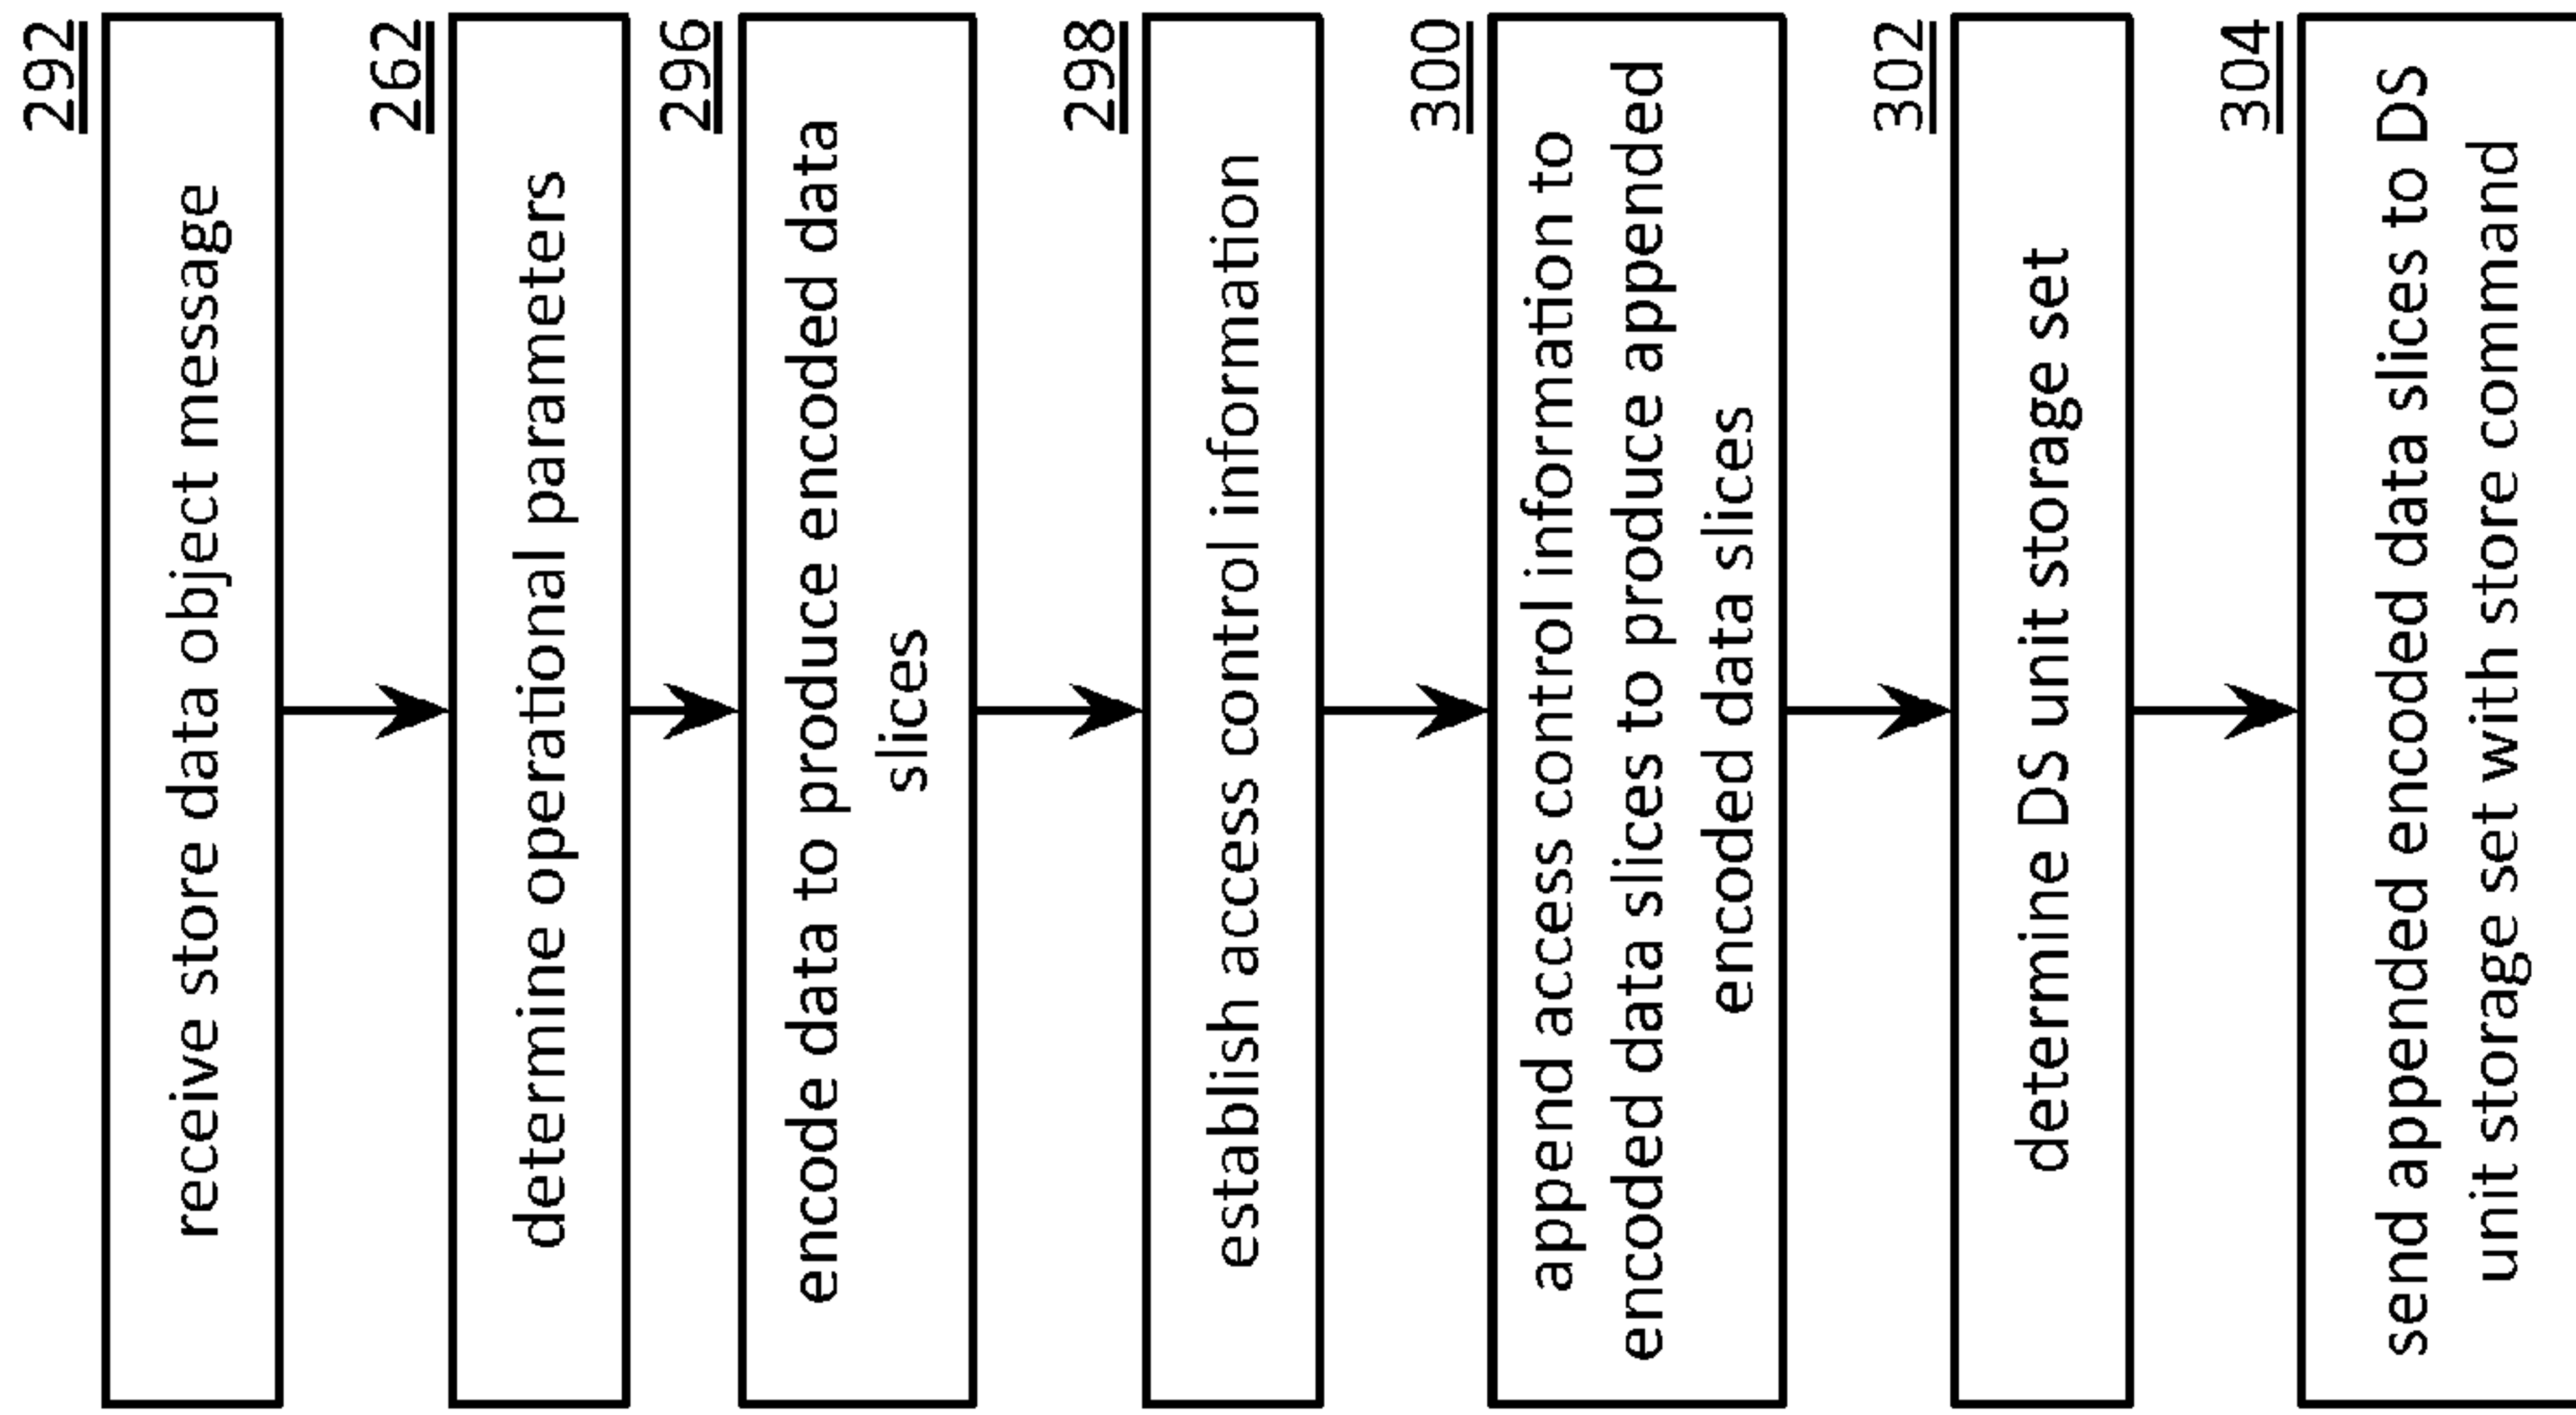 292
receive store data object message
262
determine operational parameters
296
encode data to produce encoded data
slices
298
establish access control information
300
append access control information to
encoded data slices to produce appended
encoded data slices
302
determine DS unit storage set
304
send appended encoded data slices to DS
unit storage set with store command